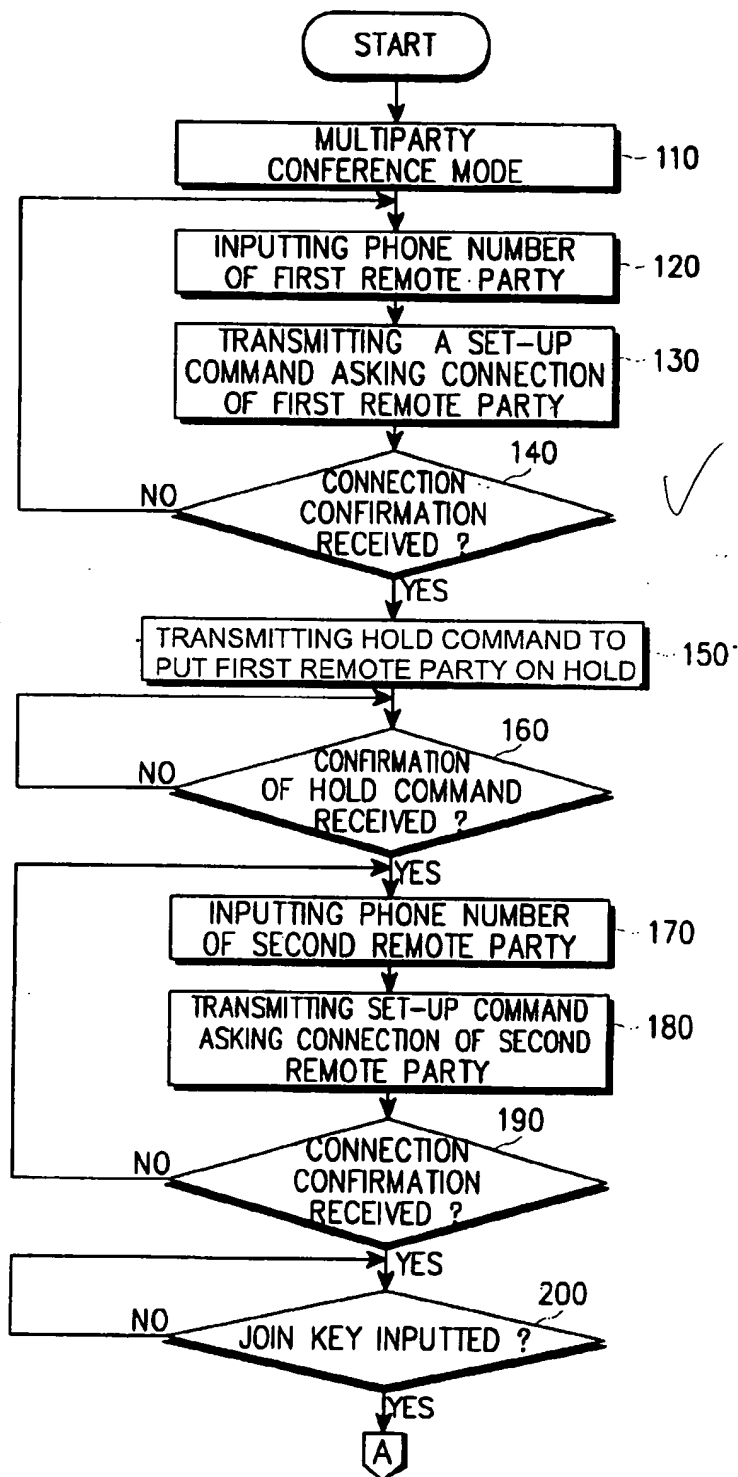 START
MULTIPARTY
CONFERENCE MODE
110
INPUTTING PHONE NUMBER
OF FIRST REMOTE PARTY
120
TRANSMITTING A SET-UP
COMMAND ASKING CONNECTION
OF FIRST REMOTE PARTY
130
140
CONNECTION
CONFIRMATION
RECEIVED ?
NO
YES
TRANSMITTING HOLD COMMAND TO
PUT FIRST REMOTE PARTY ON HOLD
150
160
CONFIRMATION
OF HOLD COMMAND
RECEIVED ?
NO
YES
INPUTTING PHONE NUMBER
OF SECOND REMOTE PARTY
170
TRANSMITTING SET-UP COMMAND
ASKING CONNECTION OF SECOND
REMOTE PARTY
180
190
CONNECTION
CONFIRMATION
RECEIVED ?
NO
YES
200
JOIN KEY INPUTTED ?
NO
YES
A